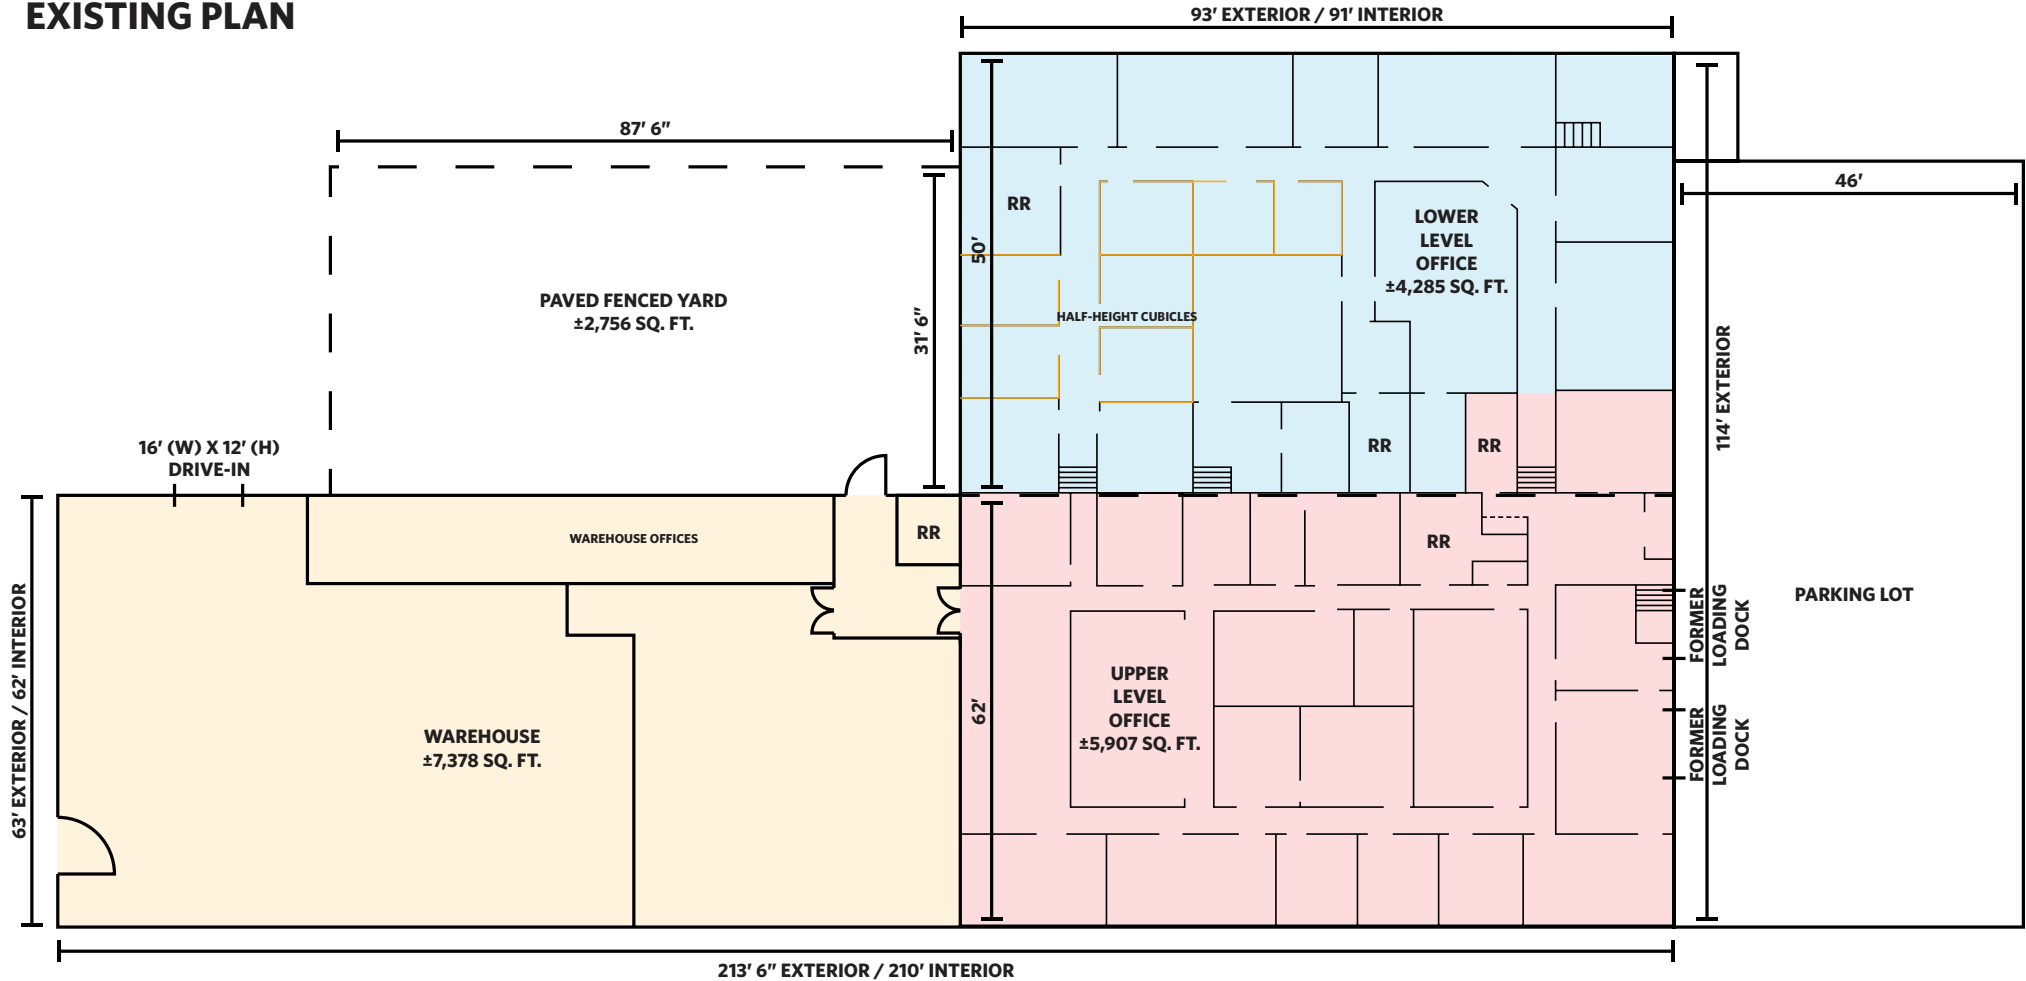 EXISTING PLAN
93' EXTERIOR / 91' INTERIOR
87' 6"
46'
RR
LOWER
LEVEL
OFFICE
±4,285 SQ. FT.
50'
PAVED FENCED YARD
±2,756 SQ. FT.
31' 6"
HALF-HEIGHT CUBICLES
114' EXTERIOR
16' (W) X 12' (H)
DRIVE-IN
RR
RR
WAREHOUSE OFFICES
RR
RR
PARKING LOT
FORMER
LOADING
DOCK
63' EXTERIOR / 62' INTERIOR
WAREHOUSE
±7,378 SQ. FT.
62'
UPPER
LEVEL
OFFICE
±5,907 SQ. FT.
FORMER
LOADING
DOCK
213' 6" EXTERIOR / 210' INTERIOR